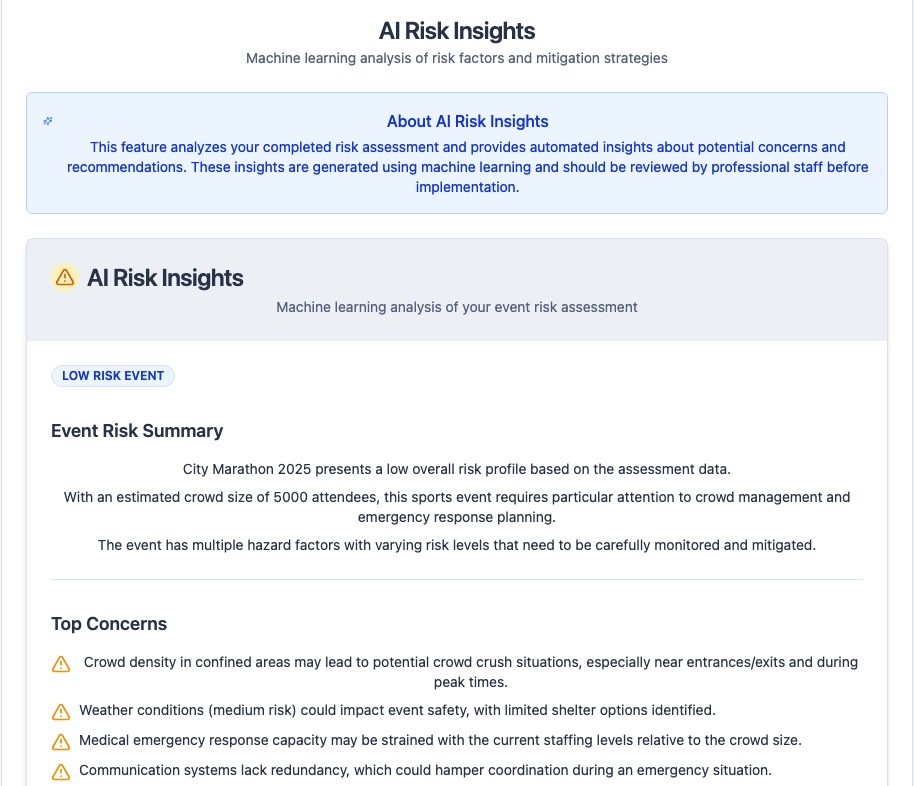 AI Risk Insights
Machine learning analysis of risk factors and mitigation strategies
About AI Risk Insights
This feature analyzes your completed risk assessment and provides automated insights about potential concerns and
recommendations. These insights are generated using machine learning and should be reviewed by professional staff before
implementation.
AI Risk Insights
Machine learning analysis of your event risk assessment
LOW RISK EVENT
Event Risk Summary
City Marathon 2025 presents a low overall risk profile based on the assessment data.
With an estimated crowd size of 5000 attendees, this sports event requires particular attention to crowd management and
emergency response planning.
The event has multiple hazard factors with varying risk levels that need to be carefully monitored and mitigated.
Top Concerns
Crowd density in confined areas may lead to potential crowd crush situations, especially near entrances/exits and during
peak times.
Weather conditions (medium risk) could impact event safety, with limited shelter options identified.
Medical emergency response capacity may be strained with the current staffing levels relative to the crowd size.
Communication systems lack redundancy, which could hamper coordination during an emergency situation.